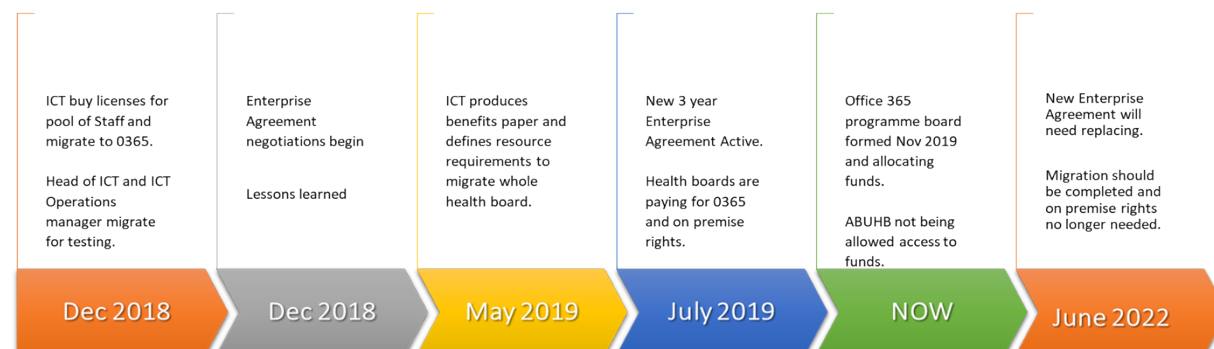 ICT buy licenses for
pool of Staff and
migrate to 0365.
Head of ICT and ICT
Operations
manager migrate
for testing.
Dec 2018
Enterprise
Agreement
negotiations begin
Lessons learned
Dec 2018
ICT produces
benefits paper and
defines resource
requirements to
migrate whole
health board.
May 2019
New 3 year
Enterprise
Agreement Active.
Health boards are
paying for 0365
and on premise
rights.
July 2019
Office 365
programme board
formed Nov 2019
and allocating
funds.
ABUHB not being
allowed access to
funds.
NOW
New Enterprise
Agreement will
need replacing.
Migration should
be completed and
on premise rights
no longer needed.
June 2022